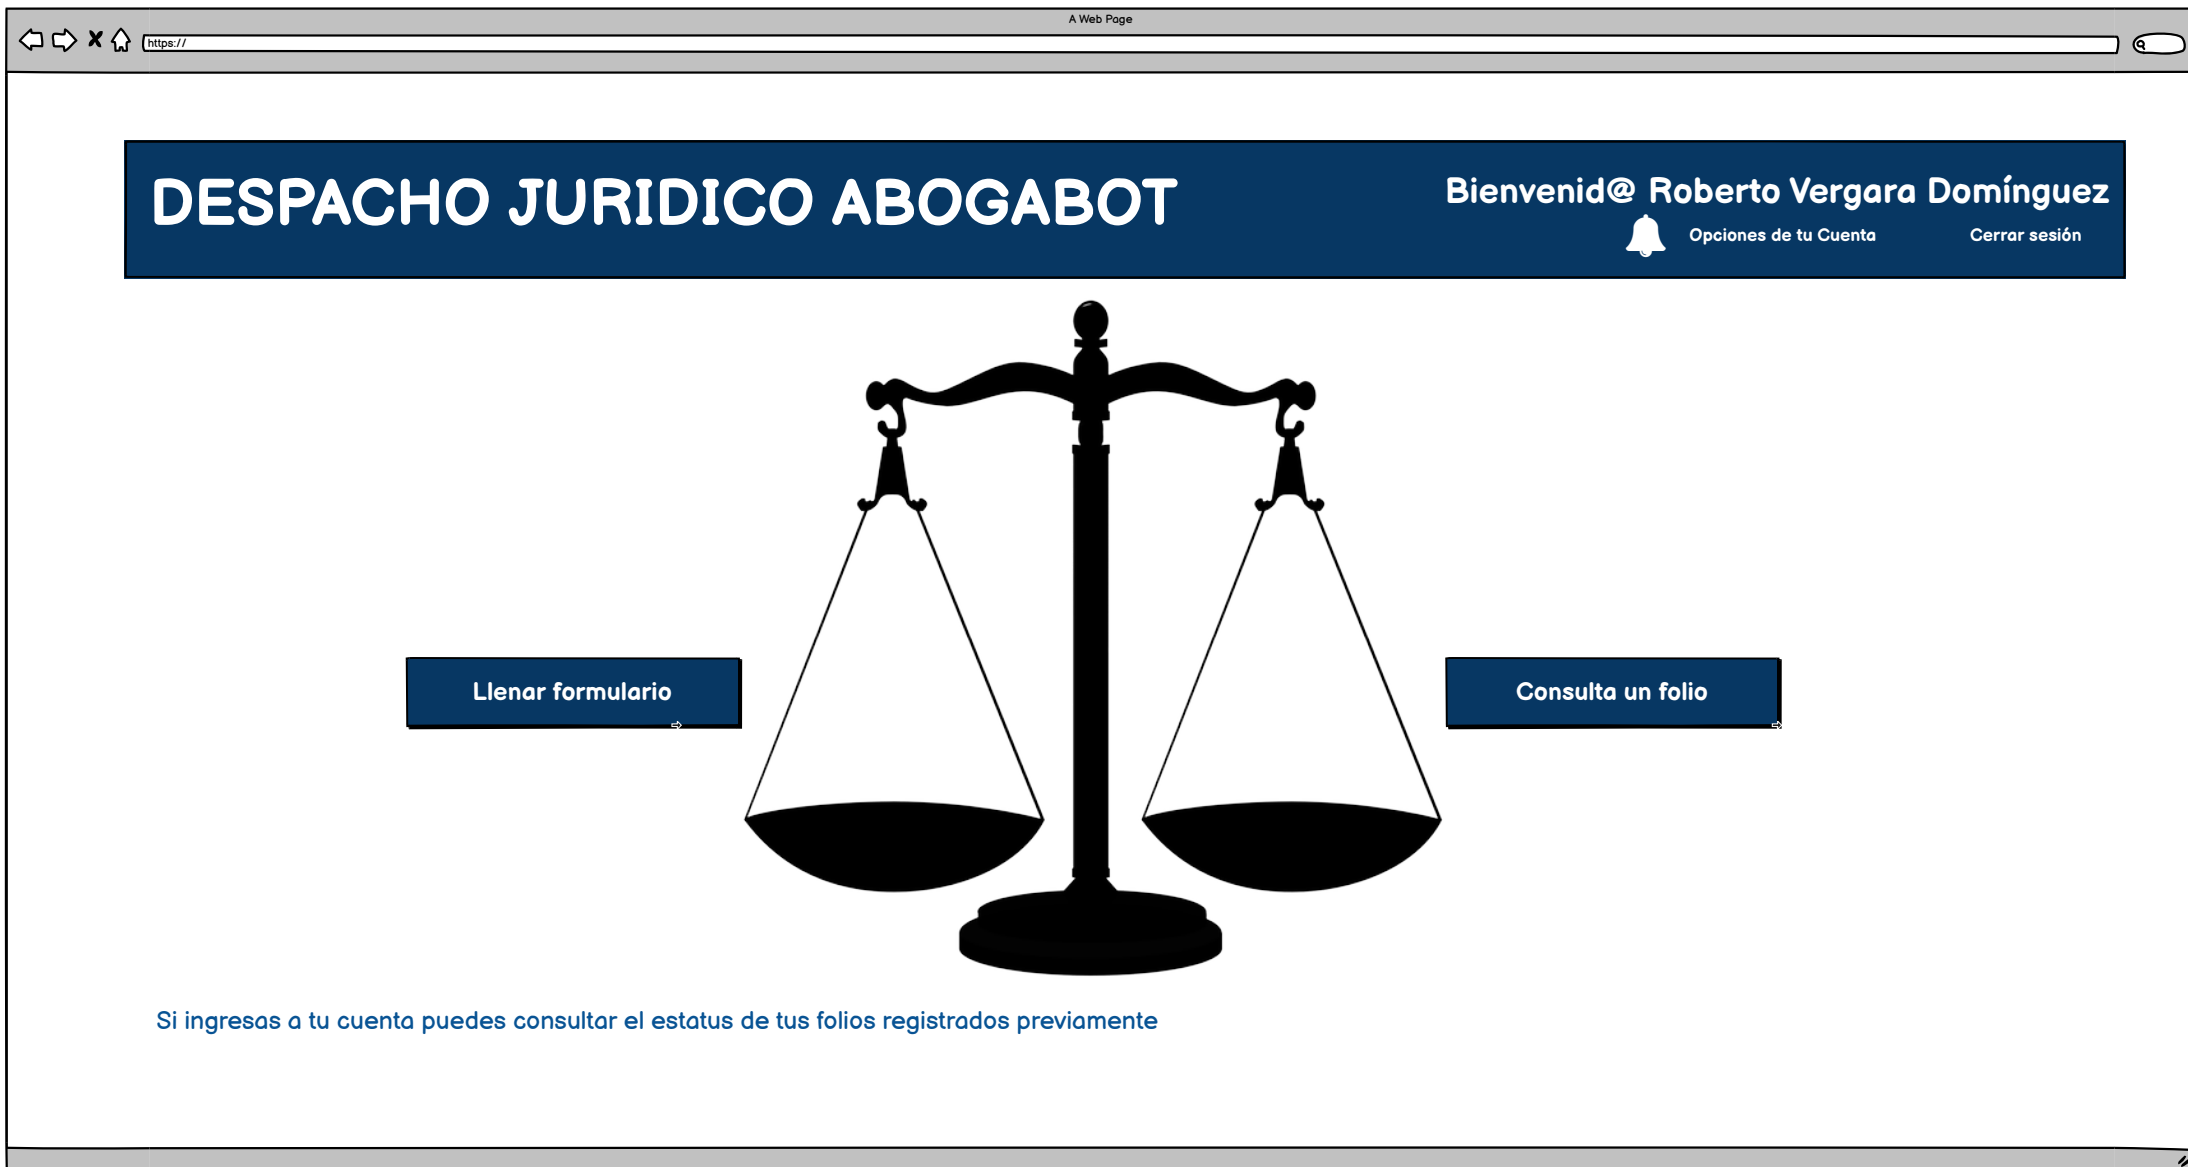 A Web Page
https://
DESPACHO JURIDICO ABOGABOT
Bienvenid@ Roberto Vergara Domínguez
Opciones de tu Cuenta
Cerrar sesión
Llenar formulario
Consulta un folio
Si ingresas a tu cuenta puedes consultar el estatus de tus folios registrados previamente